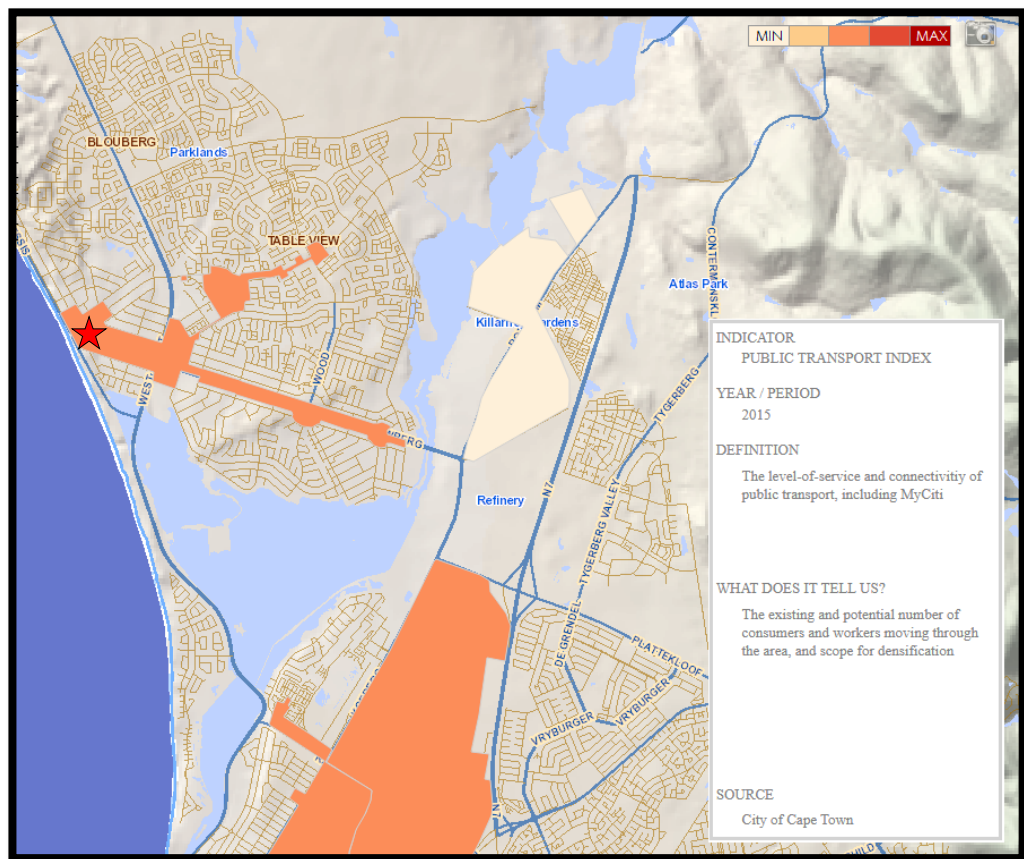 MIN MAX
BLOUBERG
Parklands
TABLE VIEW
CONTERMANSKL
Atlas Park
WEST
WOOD
TYGERBERG
Refinery
N7
TYGERBERG VALLEY
DE GRENDEL
PLATTEKLOOF
VRYBURGER
VRYBURGER
N7
INDICATOR
PUBLIC TRANSPORT INDEX
YEAR / PERIOD
2015
DEFINITION
The level-of-service and connectivitiy of
public transport, including MyCiti
WHAT DOES IT TELL US?
The existing and potential number of
consumers and workers moving through
the area, and scope for densification
SOURCE
City of Cape Town